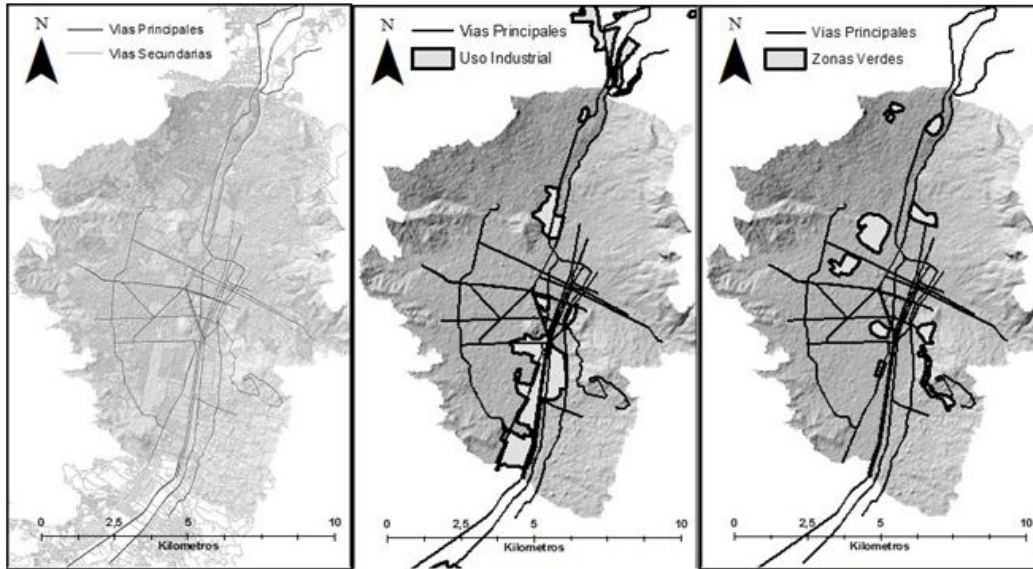 N
Vias Principales
Vias Secundarias
0 2,5 5 10
Kilometros
N
Vias Principales
Uso Industrial
0 2,5 5 10
Kilometros
N
Vias Principales
Zonas Verdes
0 2,5 5 10
Kilometros